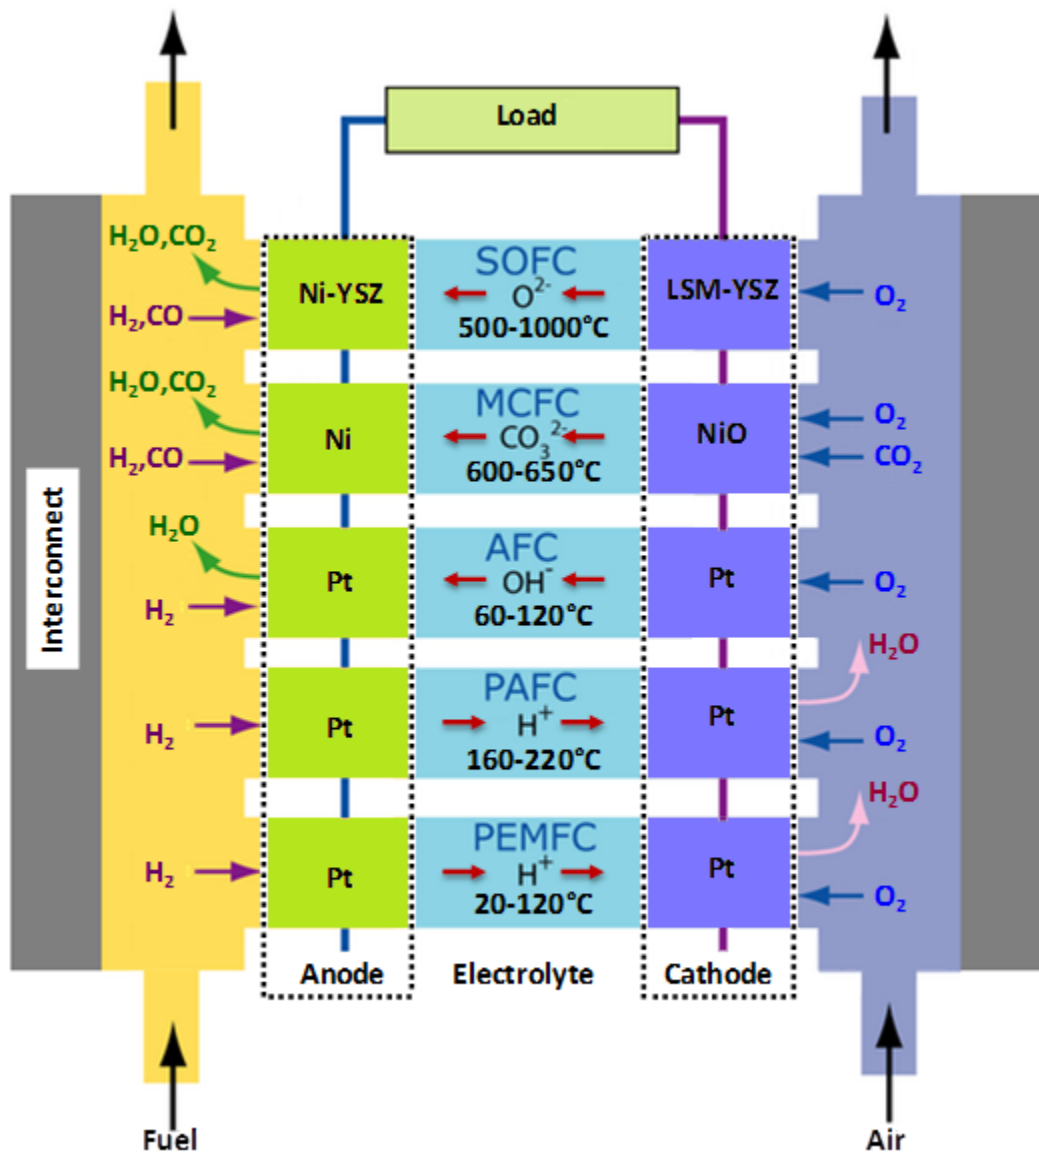 Load
H₂O,CO₂
H₂,CO
Ni-YSZ
SOFC
O²⁻
500-1000°C
LSM-YSZ
O₂
H₂O,CO₂
H₂,CO
Ni
MCFC
CO₃²⁻
600-650°C
NiO
O₂
CO₂
Interconnect
H₂O
H₂
Pt
AFC
OH⁻
60-120°C
Pt
O₂
H₂
Pt
PAFC
H⁺
160-220°C
Pt
H₂O
O₂
H₂
Pt
PEMFC
H⁺
20-120°C
Pt
H₂O
O₂
Anode
Electrolyte
Cathode
Fuel
Air